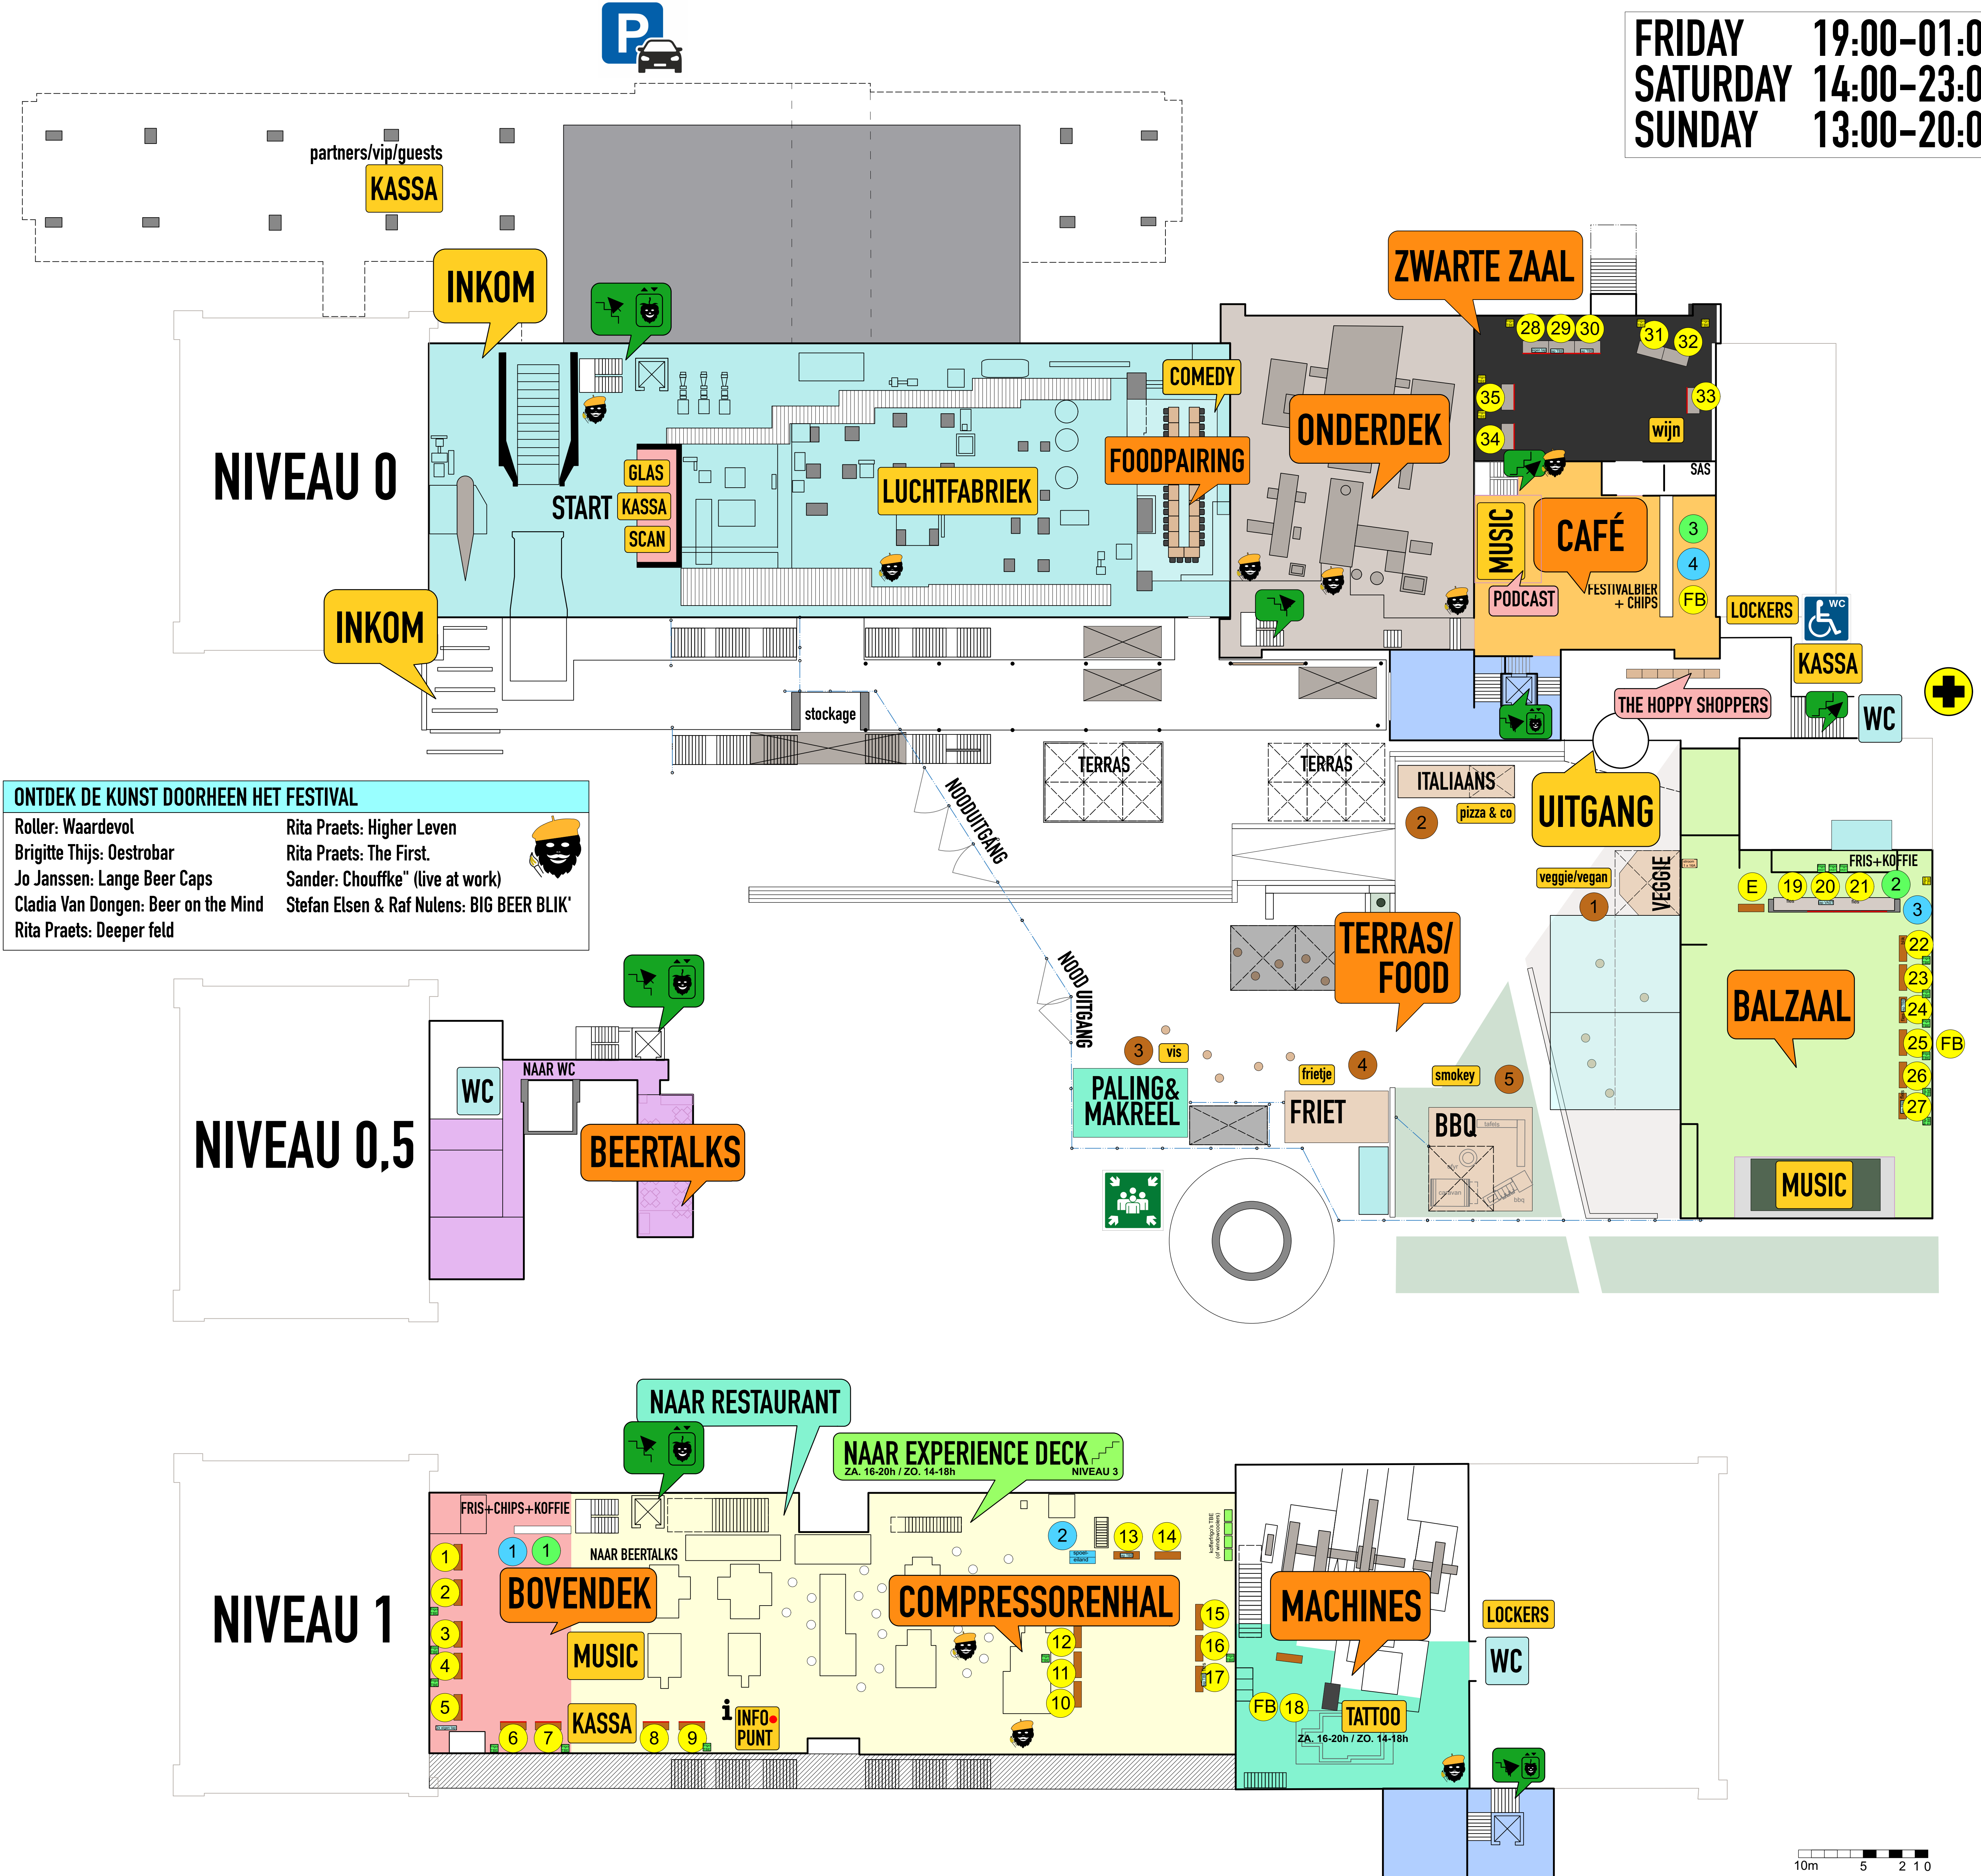 P
FRIDAY 19:00-01:0
SATURDAY 14:00-23:0
SUNDAY 13:00-20:0
partners/vip/guests
KASSA
INKOM
ZWARTE ZAAL
NIVEAU 0
START
GLAS
KASSA
SCAN
LUCHTFABRIEK
COMEDY
FOODPAIRING
ONDERDEK
28
29
30
31
32
33
34
35
wijn
SAS
MUSIC
CAFÉ
PODCAST
FESTIVALBIER
+ CHIPS
3
4
FB
LOCKERS
WC
KASSA
WC
THE HOPPY SHOPPERS
INKOM
stockage
TERRAS
TERRAS
NOODUITGANG
NOOD UITGANG
ITALIAANS
pizza & co
2
UITGANG
veggie/vegan
1
VEGGIE
TERRAS/
FOOD
3
vis
PALING&
MAKREEL
frietje
4
FRIET
smokey
5
BBQ
tafels
caravan
bbq
FRIS+KOFFIE
E
19
20
21
2
3
22
23
24
25
FB
26
27
BALZAAL
MUSIC
ONTDEK DE KUNST DOORHEEN HET FESTIVAL
Roller: Waardevol
Brigitte Thijs: Oestrobar
Jo Janssen: Lange Beer Caps
Cladia Van Dongen: Beer on the Mind
Rita Praets: Deeper feld
Rita Praets: Higher Leven
Rita Praets: The First.
Sander: Chouffke" (live at work)
Stefan Elsen & Raf Nulens: BIG BEER BLIK'
NIVEAU 0,5
WC
NAAR WC
BEERTALKS
NIVEAU 1
NAAR RESTAURANT
NAAR EXPERIENCE DECK
ZA. 16-20h / ZO. 14-18h NIVEAU 3
FRIS+CHIPS+KOFFIE
1
1
NAAR BEERTALKS
BOVENDEK
1
2
3
4
5
6
7
MUSIC
KASSA
8
9
i
INFO
PUNT
COMPRESSORENHAL
2
spoel-
eiland
13
14
koffiefrigo's TBE
(of windowcolers)
12
11
10
15
16
17
MACHINES
FB
18
TATTOO
ZA. 16-20h / ZO. 14-18h
LOCKERS
WC
10m 5 2 1 0